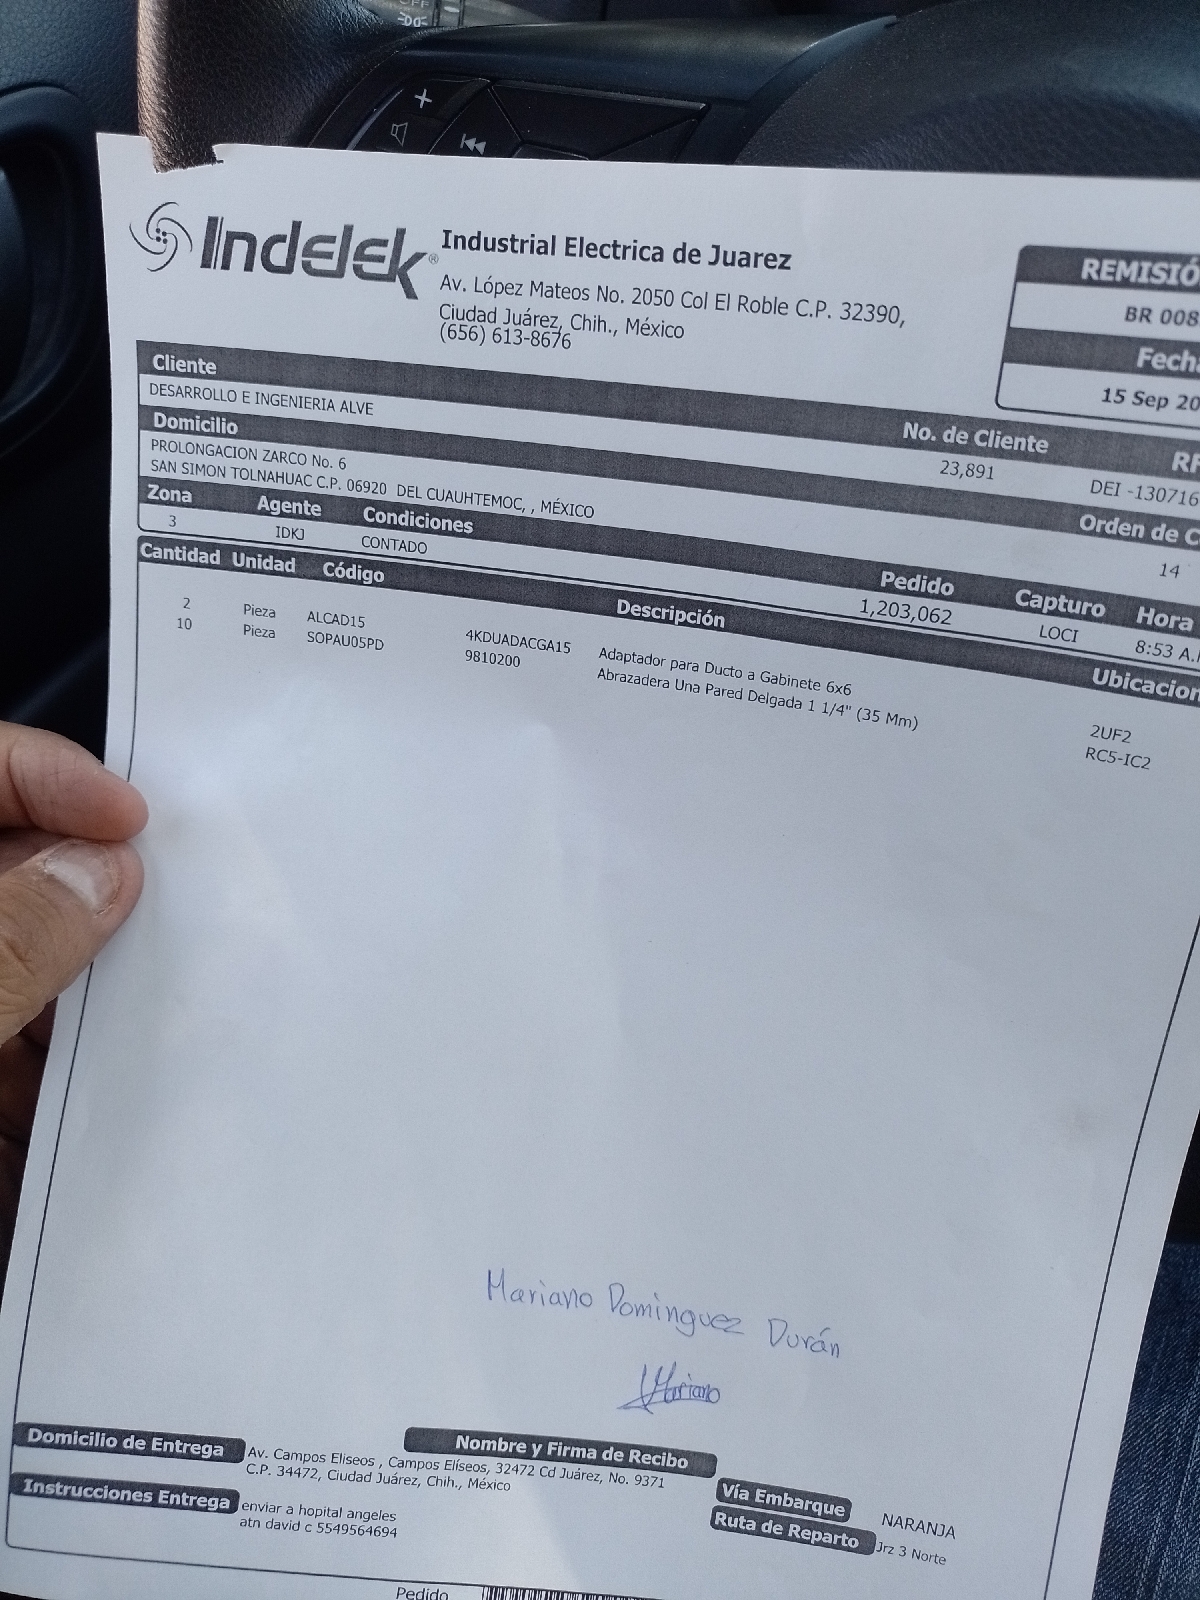 OFF
Indelek®
Industrial Electrica de Juarez
Av. López Mateos No. 2050 Col El Roble C.P. 32390,
Ciudad Juárez, Chih., México
(656) 613-8676
REMISIÓ
BR 008
Fecha
15 Sep 20
Cliente
DESARROLLO E INGENIERIA ALVE
No. de Cliente
23,891
RF
DEI -130716
Domicilio
PROLONGACION ZARCO No. 6
SAN SIMON TOLNAHUAC C.P. 06920 DEL CUAUHTEMOC, , MÉXICO
Orden de C
14
Zona Agente Condiciones Pedido Capturo Hora
3 IDKJ CONTADO 1,203,062 LOCI 8:53 A.
Cantidad Unidad Código Descripción Ubicacion
2 Pieza ALCAD15 4KDUADACGA15 Adaptador para Ducto a Gabinete 6x6 2UF2
10 Pieza SOPAU05PD 9810200 Abrazadera Una Pared Delgada 1 1/4" (35 Mm) RC5-IC2
Mariano Dominguez Durán
Mariano
Nombre y Firma de Recibo
Domicilio de Entrega
Av. Campos Eliseos , Campos Elíseos, 32472 Cd Juárez, No. 9371
C.P. 34472, Ciudad Juárez, Chih., México
Instrucciones Entrega
enviar a hopital angeles
atn david c 5549564694
Vía Embarque NARANJA
Ruta de Reparto Jrz 3 Norte
Pedido